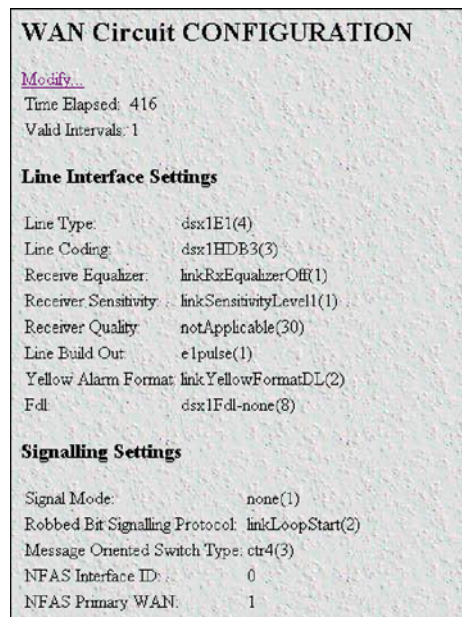 WAN Circuit CONFIGURATION
Modify...
Time Elapsed: 416
Valid Intervals: 1
Line Interface Settings
Line Type: dsx1E1(4)
Line Coding: dsx1HDB3(3)
Receive Equalizer: linkRxEqualizerOff(1)
Receiver Sensitivity: linkSensitivityLevel1(1)
Receiver Quality: notApplicable(30)
Line Build Out: e1pulse(1)
Yellow Alarm Format: linkYellowFormatDL(2)
Fdl: dsx1Fdl-none(8)
Signalling Settings
Signal Mode: none(1)
Robbed Bit Signalling Protocol: linkLoopStart(2)
Message Oriented Switch Type: ctr4(3)
NFAS Interface ID: 0
NFAS Primary WAN: 1